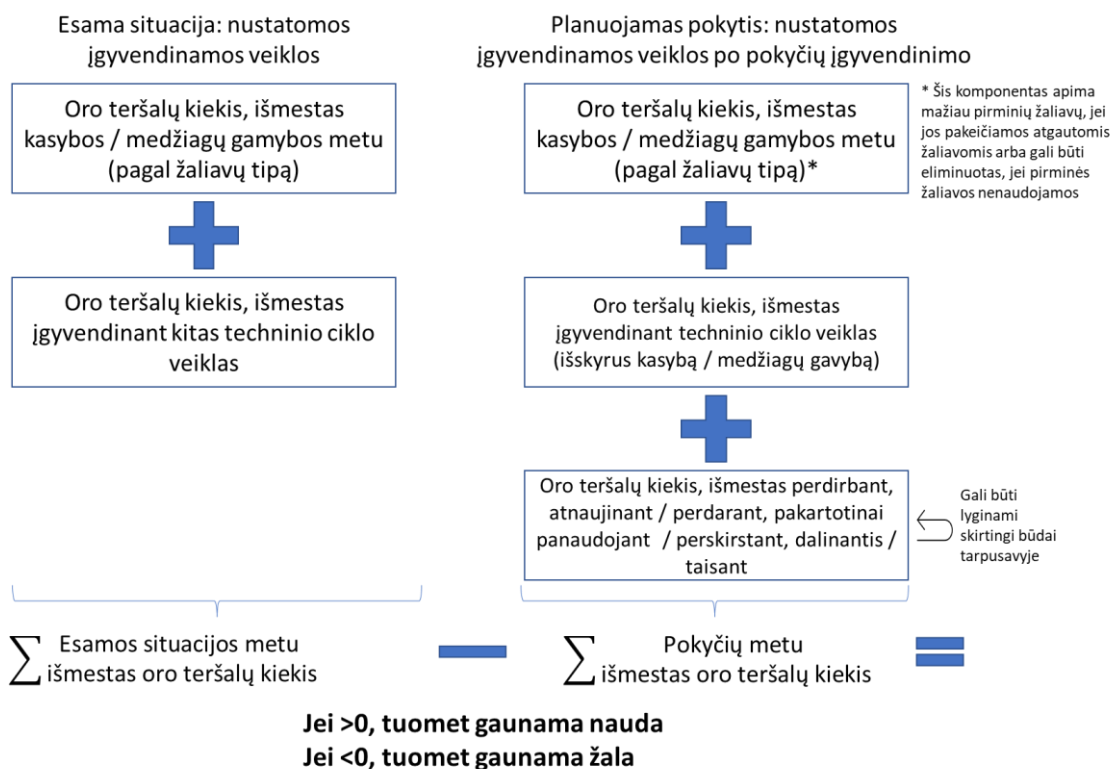 Esama situacija: nustatomos
įgyvendinamos veiklos
Planuojamas pokytis: nustatomos
įgyvendinamos veiklos po pokyčių įgyvendinimo
Oro teršalų kiekis, išmestas
kasybos / medžiagų gamybos metu
(pagal žaliavų tipą)
Oro teršalų kiekis, išmestas
kasybos / medžiagų gamybos metu
(pagal žaliavų tipą)*
* Šis komponentas apima
mažiau pirminių žaliavų, jei
jos pakeičiamos atgautomis
žaliavomis arba gali būti
eliminuotas, jei pirminės
žaliavos nenaudojamos
Oro teršalų kiekis, išmestas
įgyvendinant kitas techninio ciklo
veiklas
Oro teršalų kiekis, išmestas
įgyvendinant techninio ciklo veiklas
(išskyrus kasybą / medžiagų gavybą)
Oro teršalų kiekis, išmestas perdirbant,
atnaujinant / perdarant, pakartotinai
panaudojant / perskirstant, dalinantis /
taisant
Gali būti
lyginami
skirtingi būdai
tarpusavyje
∑ Esamos situacijos metu
išmestas oro teršalų kiekis
∑ Pokyčių metu
išmestas oro teršalų kiekis
Jei >0, tuomet gaunama nauda
Jei <0, tuomet gaunama žala